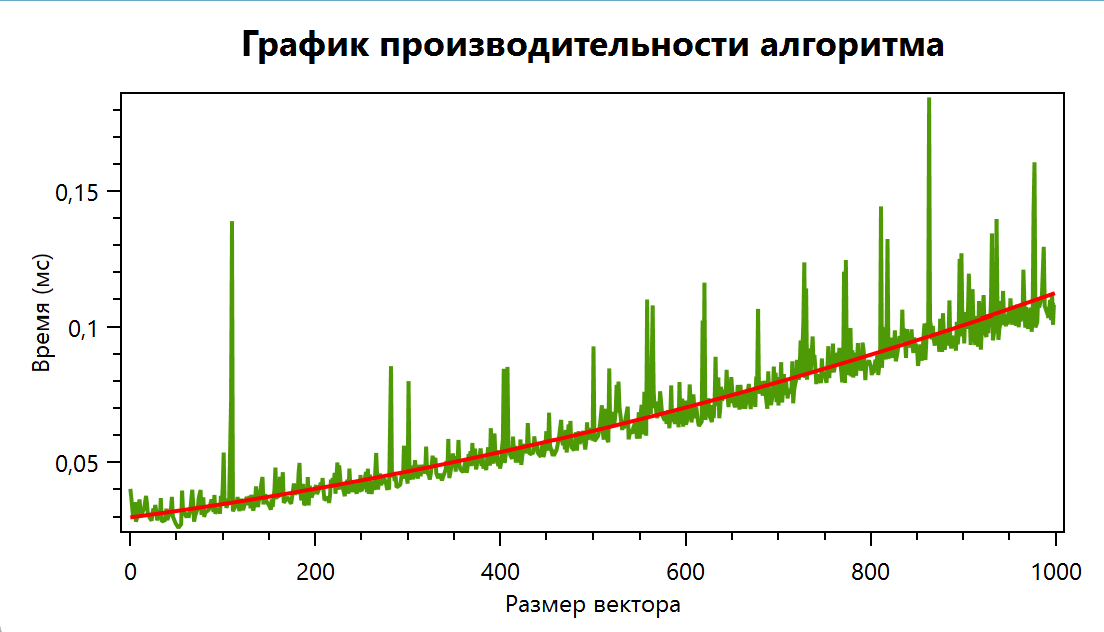 График производительности алгоритма
0,15
0,1
0,05
Время (мс)
0 200 400 600 800 1000
Размер вектора